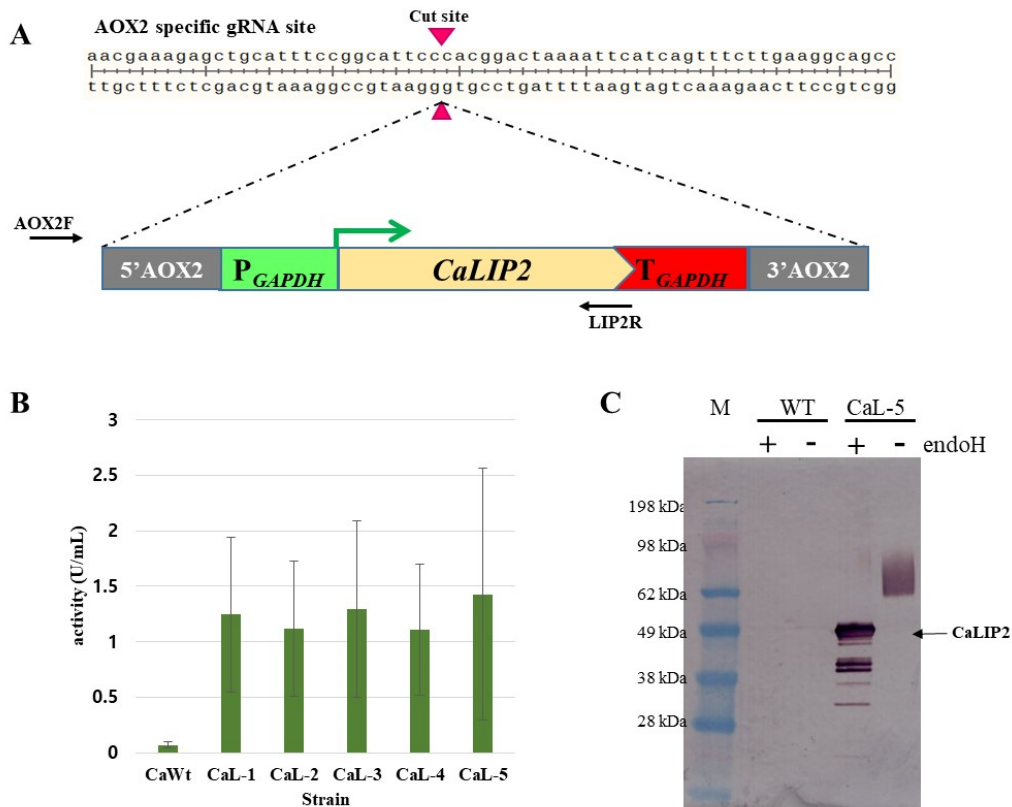 A
AOX2 specific gRNA site
Cut site
aacgaaagagctgcatttccggcattcccacggactaaaattcatcagtttcttgaaggcagcc
ttgctttctcgacgtaaaggccgtaagggtgcctgattttaagtagtcaaagaacttccgtcgg
AOX2F
5'AOX2 PGAPDH CaLIP2 TGAPDH 3'AOX2
LIP2R
B
3
2.5
2
1.5
1
0.5
0
activity (U/mL)
CaWt CaL-1 CaL-2 CaL-3 CaL-4 CaL-5
Strain
C
M WT CaL-5
+ - + - endoH
198 kDa
98 kDa
62 kDa
49 kDa
CaLIP2
38 kDa
28 kDa